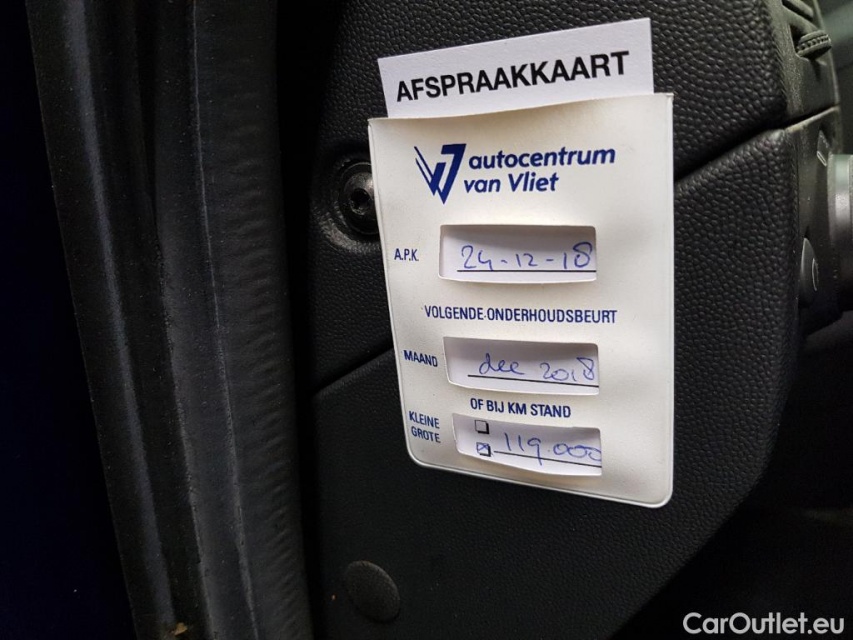 AFSPRAAKKAART
autocentrum
van Vliet
A.P.K.
24-12-18
VOLGENDE ONDERHOUDSBEURT
MAAND
dec 2018
OF BIJ KM STAND
KLEINE
GROTE
119.000
CarOutlet.eu